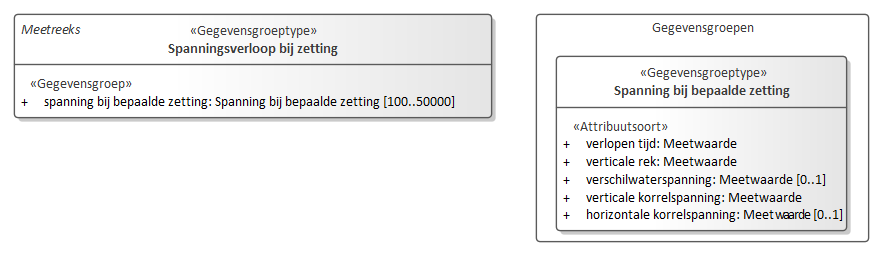 Meetreeks
«Gegevensgroeptype»
Spanningsverloop bij zetting
«Gegevensgroep»
+ spanning bij bepaalde zetting: Spanning bij bepaalde zetting [100..50000]
Gegevensgroepen
«Gegevensgroeptype»
Spanning bij bepaalde zetting
«Attribuutsoort»
+ verlopen tijd: Meetwaarde
+ verticale rek: Meetwaarde
+ verschilwaterspanning: Meetwaarde [0..1]
+ verticale korrelspanning: Meetwaarde
+ horizontale korrelspanning: Meetwaarde [0..1]